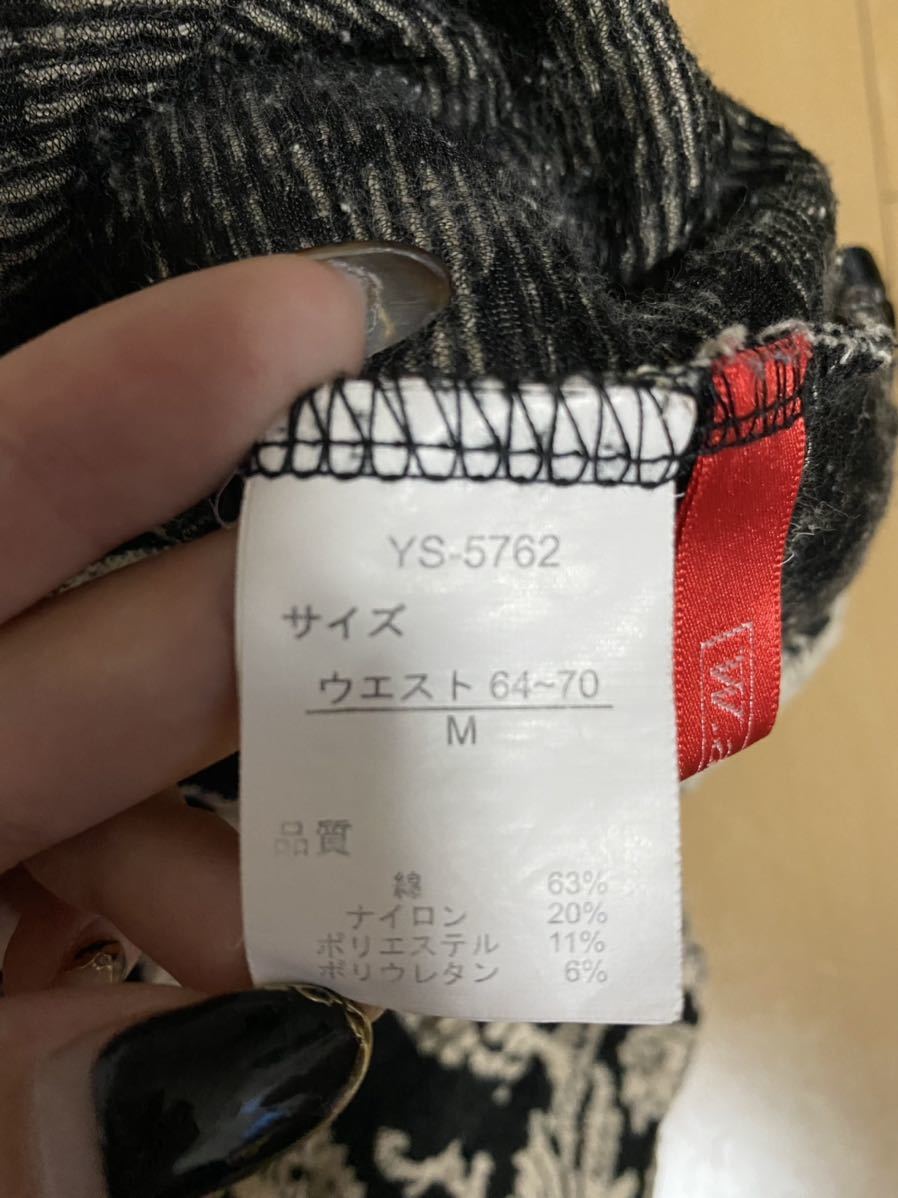 YS-5762
サイズ
ウエスト 64~70
M
品質
綿 63%
ナイロン 20%
ポリエステル 11%
ポリウレタン 6%
W